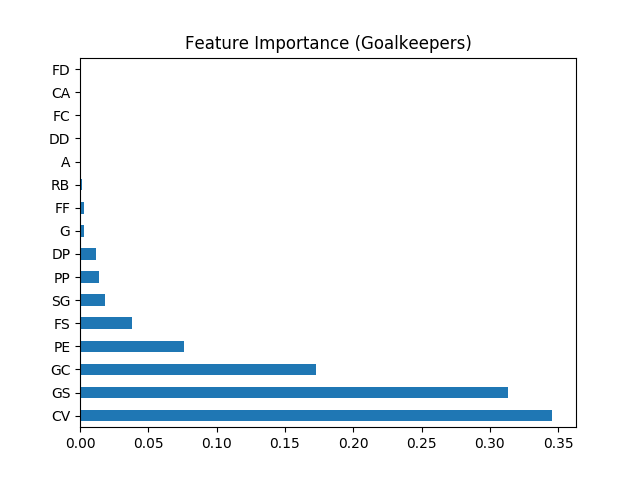 Feature Importance (Goalkeepers)
FD
CA
FC
DD
A
RB
FF
G
DP
PP
SG
FS
PE
GC
GS
CV
0.00 0.05 0.10 0.15 0.20 0.25 0.30 0.35